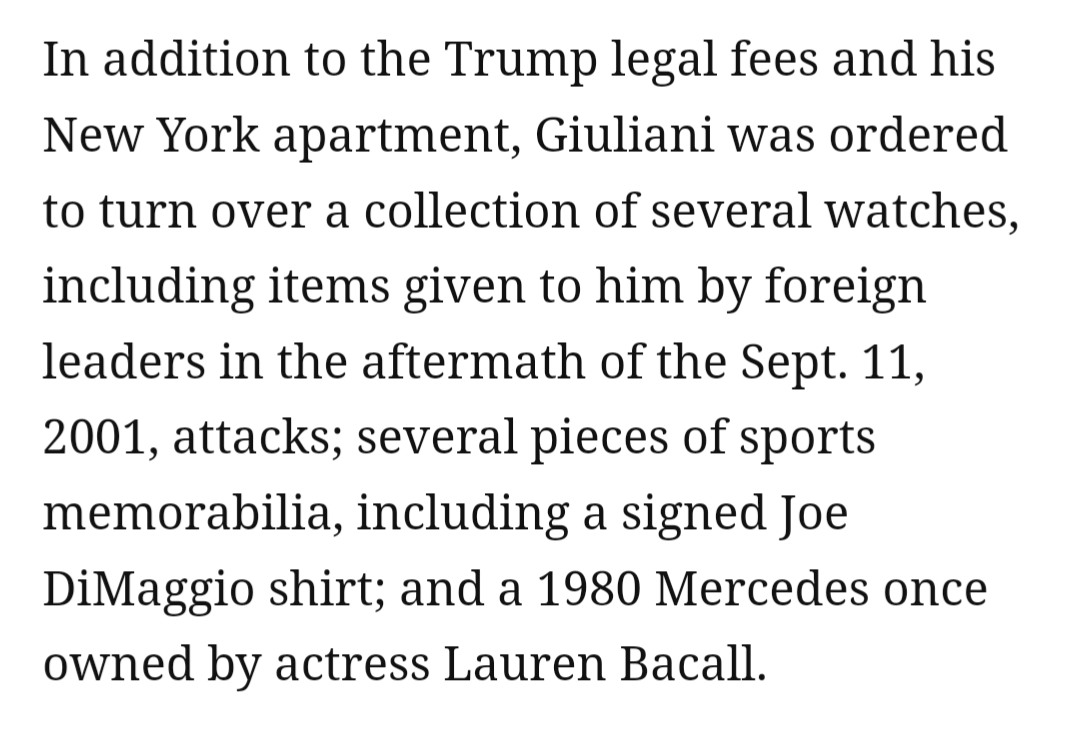 In addition to the Trump legal fees and his
New York apartment, Giuliani was ordered
to turn over a collection of several watches,
including items given to him by foreign
leaders in the aftermath of the Sept. 11,
2001, attacks; several pieces of sports
memorabilia, including a signed Joe
DiMaggio shirt; and a 1980 Mercedes once
owned by actress Lauren Bacall.